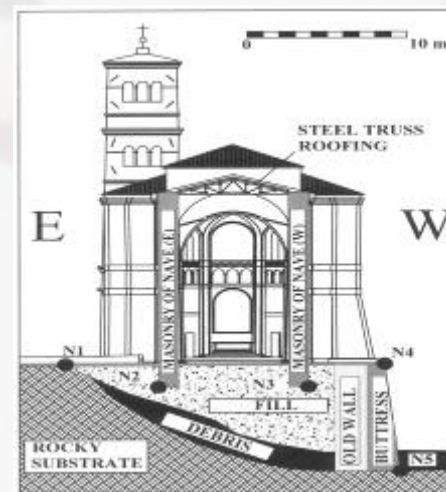 0 10 m
STEEL TRUSS
ROOFING
E
W
MASONRY OF NAVE (E)
MASONRY OF NAVE (W)
N1
N4
N2
N3
FILL
DEBRIS
OLD WALL
BUTTRESS
ROCKY
SUBSTRATE
N5